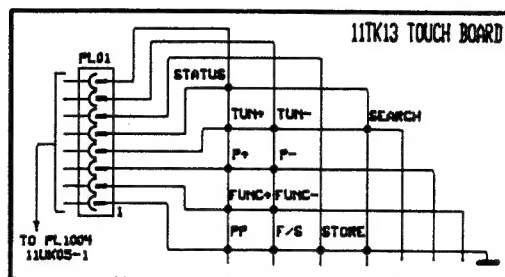 11TK13 TOUCH BOARD
PL01
STATUS
TUN+ TUN- SEARCH
P+ P-
FUNC+ FUNC-
1
PP F/S STORE
TO PL1004
11UK05-1